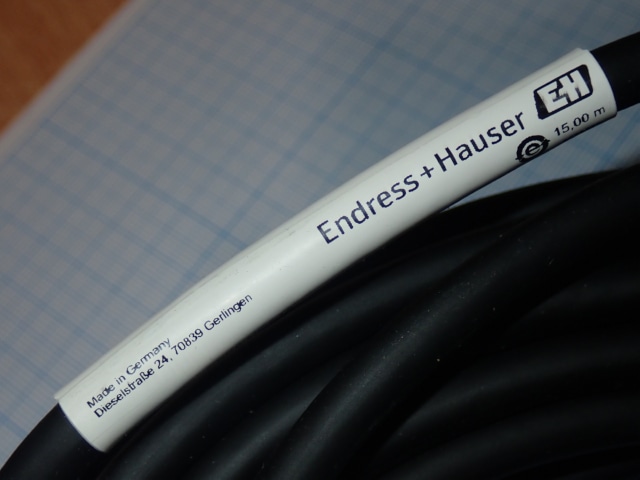 Endress+Hauser
EH
e
15,00 m
Made in Germany
Dieselstraße 24, 70839 Gerlingen